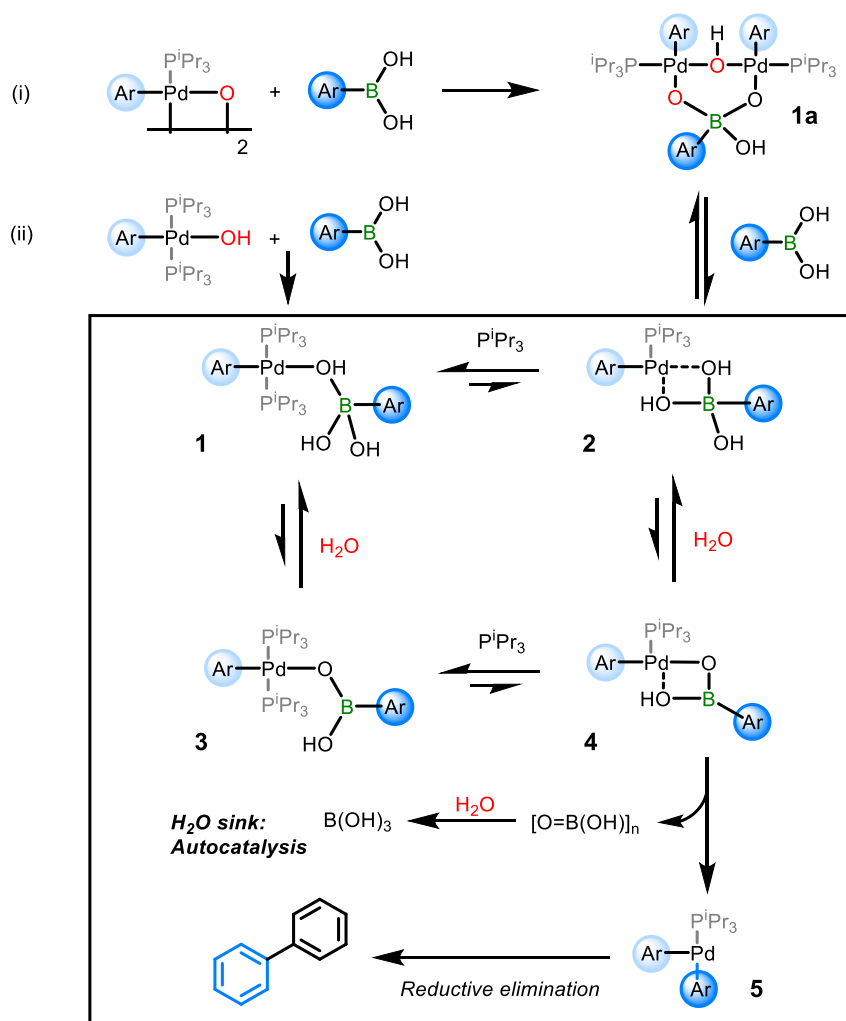 (i)
PⁱPr₃
Ar Pd O
2
+
Ar B OH
OH
Ar H Ar
ⁱPr₃P Pd O Pd PⁱPr₃
O O
B
Ar OH
1a
(ii)
PⁱPr₃
Ar Pd OH
PⁱPr₃
+
Ar B OH
OH
Ar B OH
OH
PⁱPr₃
Ar Pd OH
PⁱPr₃ B Ar
HO OH
1
PⁱPr₃
PⁱPr₃
Ar Pd OH
HO B Ar
OH
2
H₂O
H₂O
PⁱPr₃
Ar Pd O
PⁱPr₃ B Ar
HO
3
PⁱPr₃
PⁱPr₃
Ar Pd O
HO B
Ar
4
H₂O sink:
Autocatalysis
B(OH)₃
H₂O
[O=B(OH)]ₙ
PⁱPr₃
Ar Pd
Ar
5
Reductive elimination